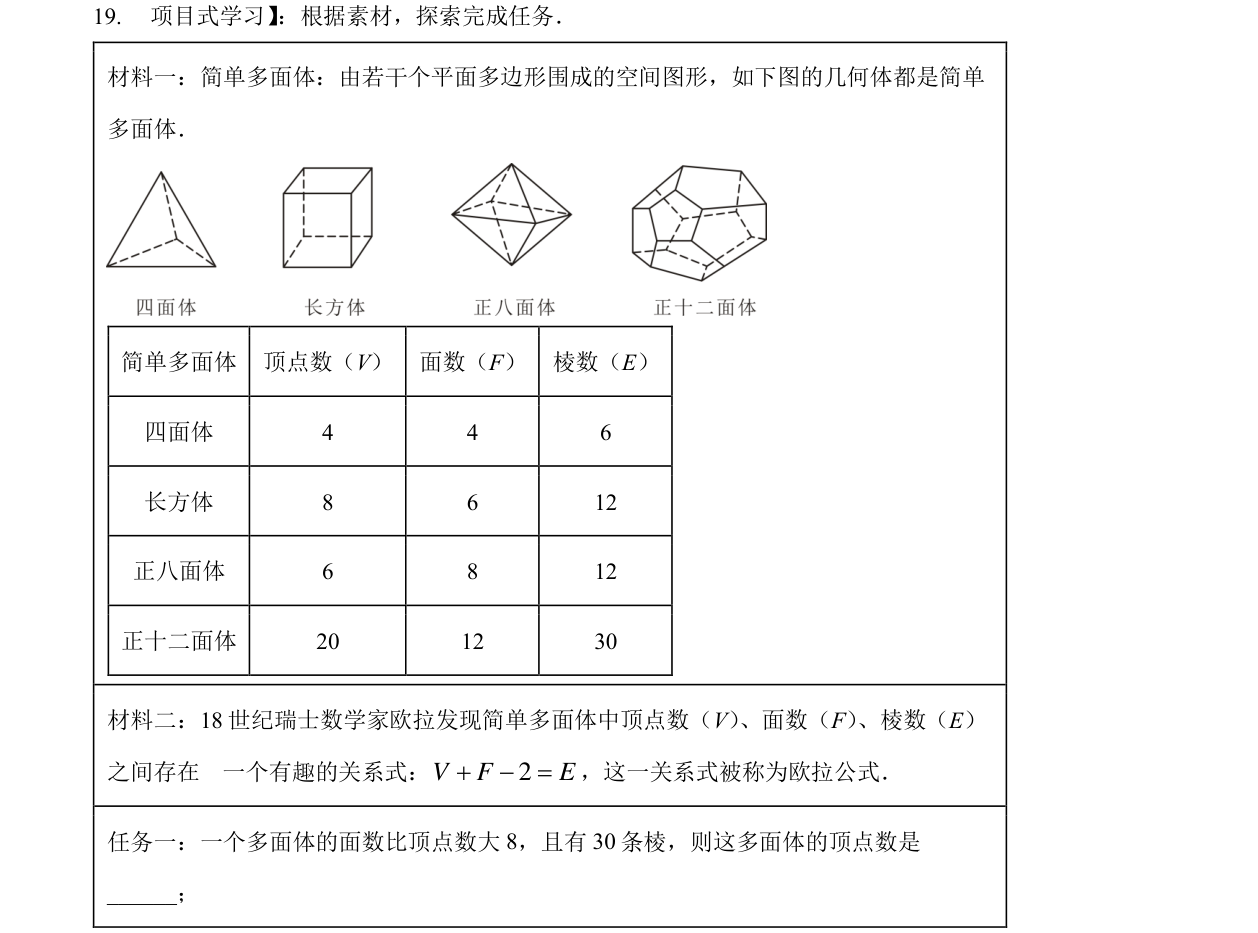 19. 项目式学习】：根据素材，探索完成任务．
材料一：简单多面体：由若干个平面多边形围成的空间图形，如下图的几何体都是简单
多面体．
四面体 长方体 正八面体 正十二面体
简单多面体 顶点数（V） 面数（F） 棱数（E）
四面体 4 4 6
长方体 8 6 12
正八面体 6 8 12
正十二面体 20 12 30
材料二：18 世纪瑞士数学家欧拉发现简单多面体中顶点数（V）、面数（F）、棱数（E）
之间存在 一个有趣的关系式：V + F − 2 = E，这一关系式被称为欧拉公式．
任务一：一个多面体的面数比顶点数大 8，且有 30 条棱，则这多面体的顶点数是
______；